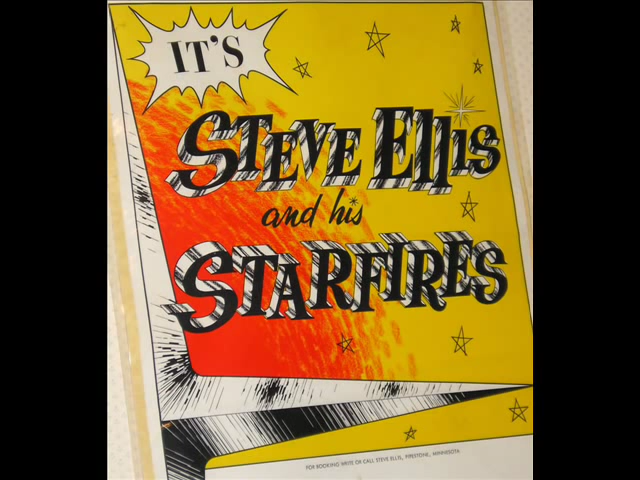 IT'S
STEVE ELLIS
and his
STARFIRES
FOR BOOKING WRITE OR CALL STEVE ELLIS, PIPESTONE, MINNESOTA